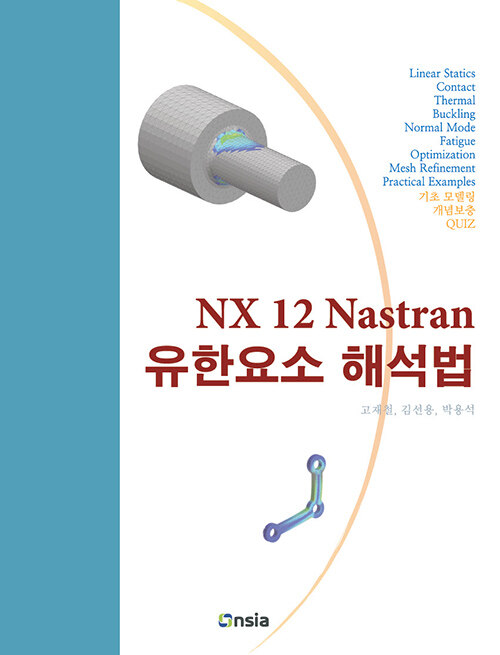 Linear Statics
Contact
Thermal
Buckling
Normal Mode
Fatigue
Optimization
Mesh Refinement
Practical Examples
기초 모델링
개념보충
QUIZ
NX 12 Nastran
유한요소 해석법
고재철, 김선용, 박용석
Onsia